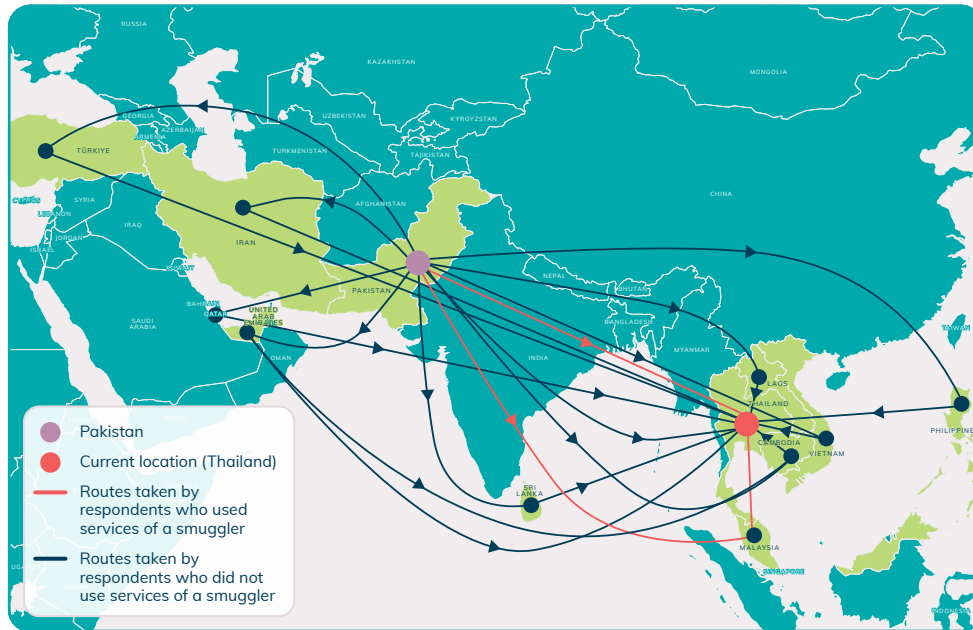 RUSSIA
KAZAKHSTAN
MONGOLIA
GEORGIA
UZBEKISTAN
KYRGYZSTAN
AZERBAIJAN
ARMENIA
TÜRKIYE
TURKMENISTAN
TAJIKISTAN
CHINA
CYPRUS
SYRIA
AFGHANISTAN
LEBANON
IRAQ
JORDAN
IRAN
ISRAEL
KUWAIT
NEPAL
PAKISTAN
BHUTAN
BAHRAIN
QATAR
UNITED
ARAB
EMIRATES
SAUDI
ARABIA
BANGLADESH
TAIWAN
OMAN
INDIA
MYANMAR
LAOS
THAILAND
PHILIPPINE
CAMBODIA
VIETNAM
SRI
LANKA
MALAYSIA
SINGAPORE
INDONESIA
Pakistan
Current location (Thailand)
Routes taken by
respondents who used
services of a smuggler
Routes taken by
respondents who did not
use services of a smuggler